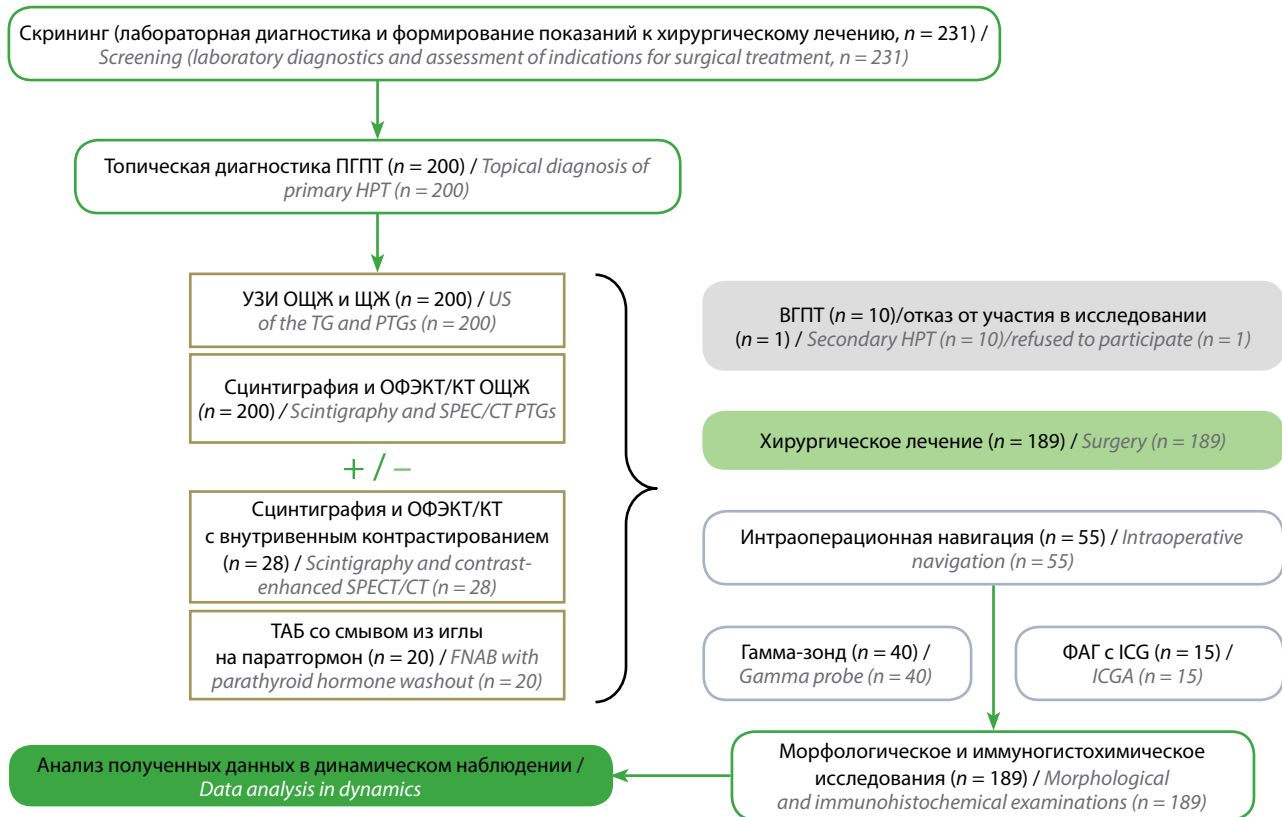 Скрининг (лабораторная диагностика и формирование показаний к хирургическому лечению, n = 231) /
Screening (laboratory diagnostics and assessment of indications for surgical treatment, n = 231)
Топическая диагностика ПГПТ (n = 200) / Topical diagnosis of
primary HPT (n = 200)
УЗИ ОЩЖ и ЩЖ (n = 200) / US
of the TG and PTGs (n = 200)
Сцинтиграфия и ОФЭКТ/КТ ОЩЖ
(n = 200) / Scintigraphy and SPEC/CT PTGs
+ / –
Сцинтиграфия и ОФЭКТ/КТ
с внутривенным контрастированием
(n = 28) / Scintigraphy and contrast-
enhanced SPECT/CT (n = 28)
ТАБ со смывом из иглы
на паратгормон (n = 20) / FNAB with
parathyroid hormone washout (n = 20)
ВГПТ (n = 10)/отказ от участия в исследовании
(n = 1) / Secondary HPT (n = 10)/refused to participate (n = 1)
Хирургическое лечение (n = 189) / Surgery (n = 189)
Интраоперационная навигация (n = 55) / Intraoperative
navigation (n = 55)
Гамма-зонд (n = 40) /
Gamma probe (n = 40)
ФАГ с ICG (n = 15) /
ICGA (n = 15)
Морфологическое и иммуногистохимическое
исследования (n = 189) / Morphological
and immunohistochemical examinations (n = 189)
Анализ полученных данных в динамическом наблюдении /
Data analysis in dynamics